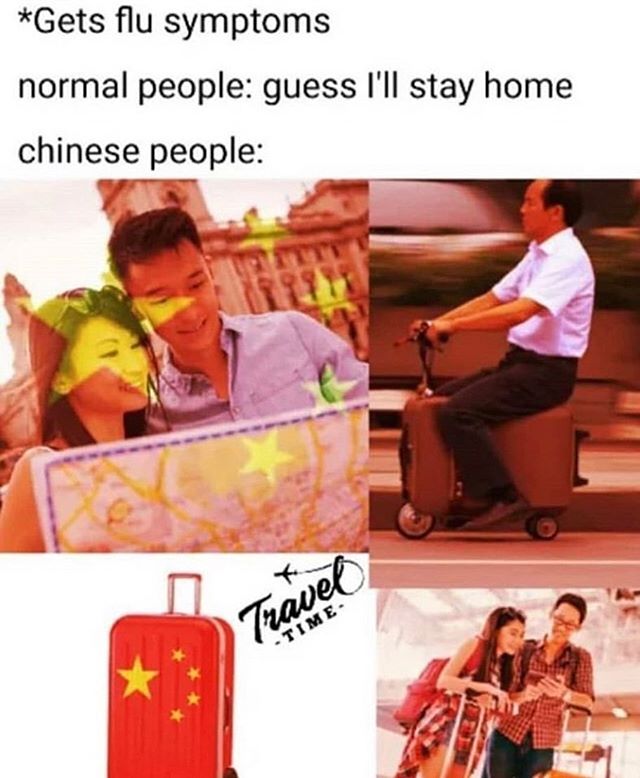 *Gets flu symptoms
normal people: guess I'll stay home
chinese people:
Travel
-TIME-